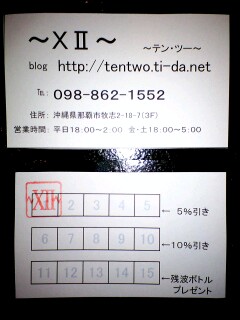 ～XⅡ～
～テン・ツー～
blog http://tentwo.ti-da.net
℡ 098-862-1552
住所: 沖縄県那覇市牧志2-18-7(3F)
営業時間: 平日18:00～2:00 金・土18:00～5:00
XII 2 3 4 5 ← 5%引き
6 7 8 9 10 ←10%引き
11 12 13 14 15 ←残波ボトル
プレゼント